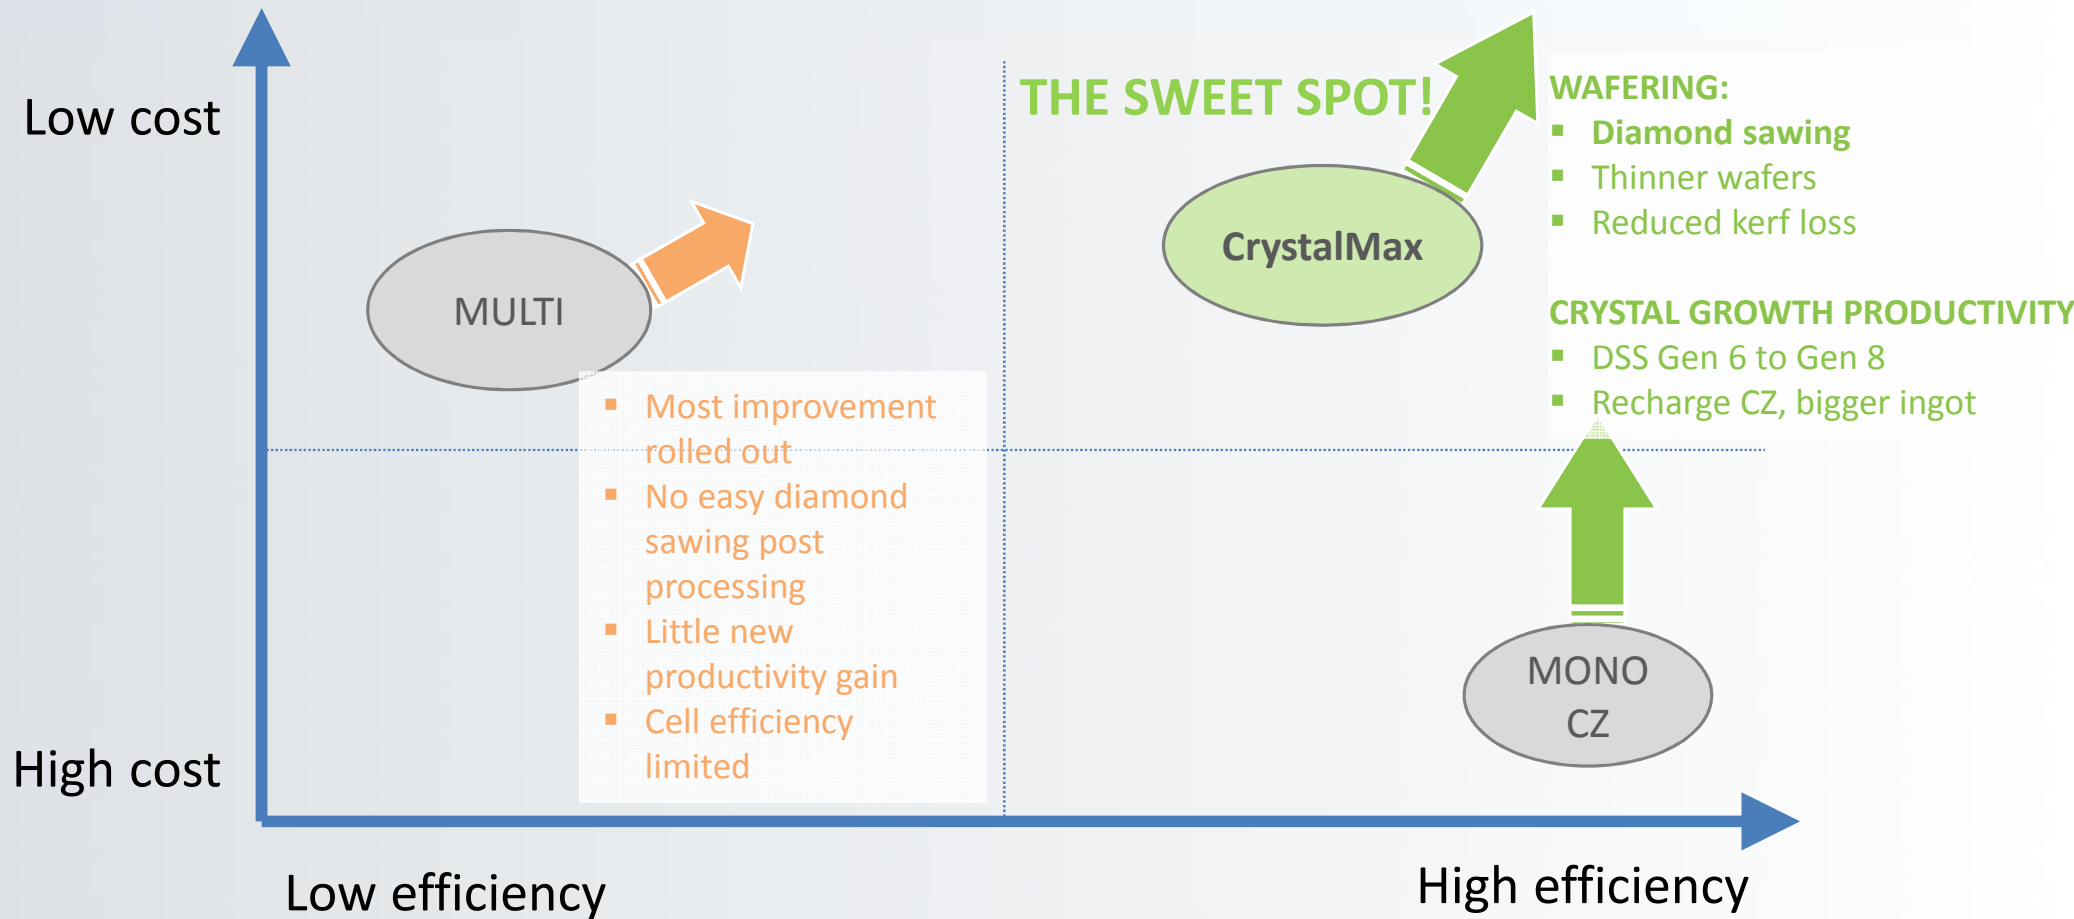 Low cost
High cost
Low efficiency
High efficiency
MULTI
▪ Most improvement
rolled out
▪ No easy diamond
sawing post
processing
▪ Little new
productivity gain
▪ Cell efficiency
limited
THE SWEET SPOT!
CrystalMax
WAFERING:
▪ Diamond sawing
▪ Thinner wafers
▪ Reduced kerf loss
CRYSTAL GROWTH PRODUCTIVITY
▪ DSS Gen 6 to Gen 8
▪ Recharge CZ, bigger ingot
MONO
CZ